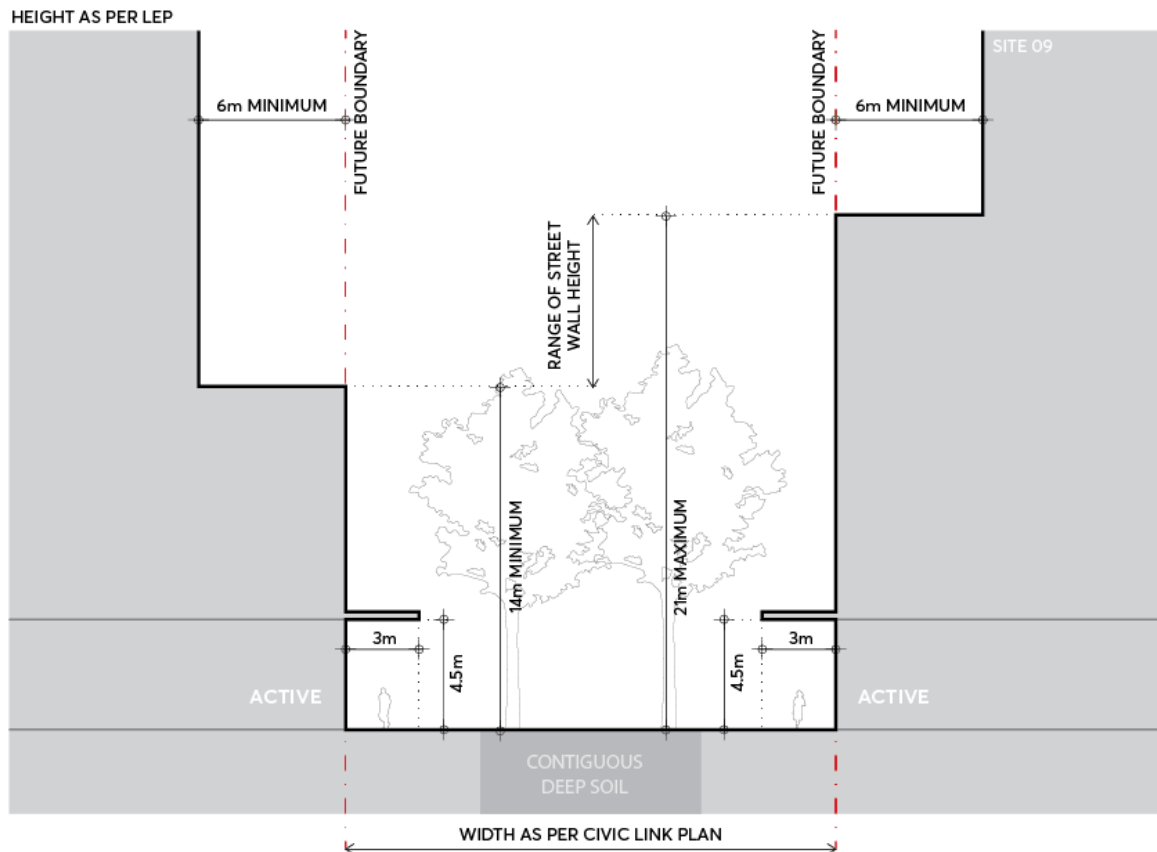 HEIGHT AS PER LEP
SITE 09
6m MINIMUM
FUTURE BOUNDARY
FUTURE BOUNDARY
6m MINIMUM
RANGE OF STREET
WALL HEIGHT
14m MINIMUM
21m MAXIMUM
3m
4.5m
4.5m
3m
ACTIVE
ACTIVE
CONTIGUOUS
DEEP SOIL
WIDTH AS PER CIVIC LINK PLAN